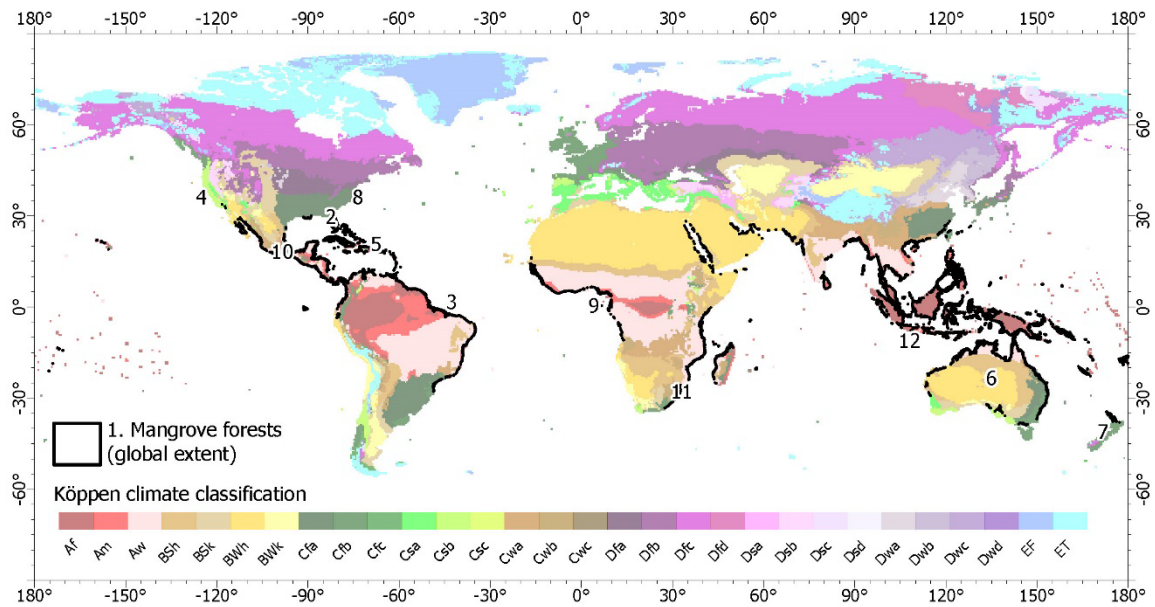 -150° -120° -90° -60° -30° 0° 30° 60° 90° 120° 150° 180°
60° 60°
4 8
30° 2 30°
10 5
3
0° 9 0°
12
6
-30° 11 -30°
7
1. Mangrove forests
(global extent)
-60° -60°
Köppen climate classification
Af Am Aw BSh BSk BWh BWk Cfa Cfb Cfc Csa Csb Csc Cwa Cwb Cwc Dfa Dfb Dfc Dfd Dsa Dsb Dsc Dsd Dwa Dwb Dwc Dwd EF ET
180° -150° -120° -90° -60° -30° 0° 30° 60° 90° 120° 150° 180°